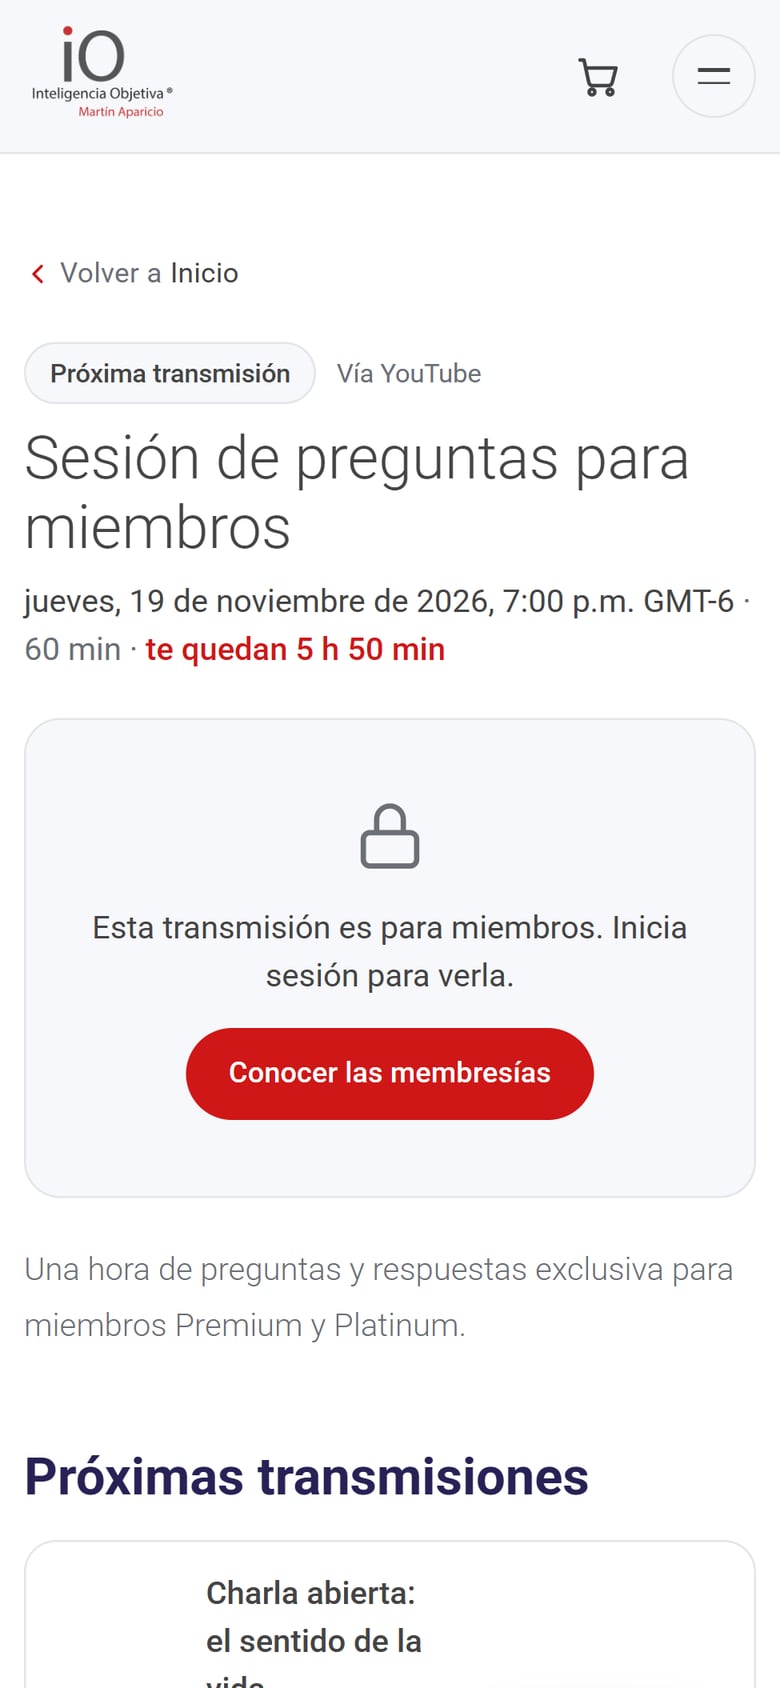 iO
Inteligencia Objetiva ®
Martín Aparicio
Volver a Inicio
Próxima transmisión Vía YouTube
Sesión de preguntas para
miembros
jueves, 19 de noviembre de 2026, 7:00 p.m. GMT-6 ·
60 min · te quedan 5 h 50 min
Esta transmisión es para miembros. Inicia
sesión para verla.
Conocer las membresías
Una hora de preguntas y respuestas exclusiva para
miembros Premium y Platinum.
Próximas transmisiones
Charla abierta:
el sentido de la
vida